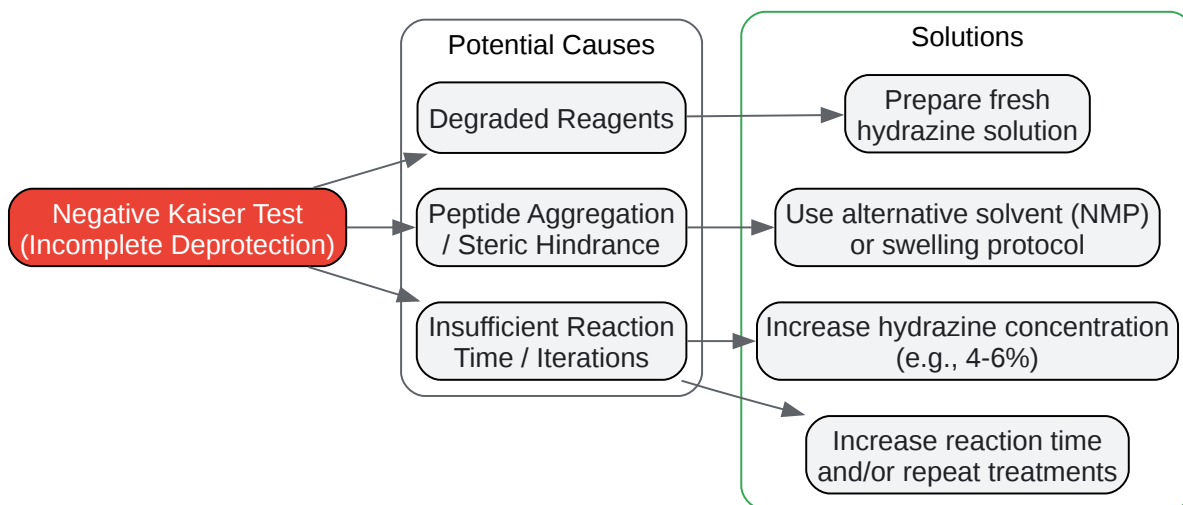 Potential Causes
Solutions
Degraded Reagents
Prepare fresh
hydrazine solution
Negative Kaiser Test
(Incomplete Deprotection)
Peptide Aggregation
/ Steric Hindrance
Use alternative solvent (NMP)
or swelling protocol
Insufficient Reaction
Time / Iterations
Increase hydrazine concentration
(e.g., 4-6%)
Increase reaction time
and/or repeat treatments